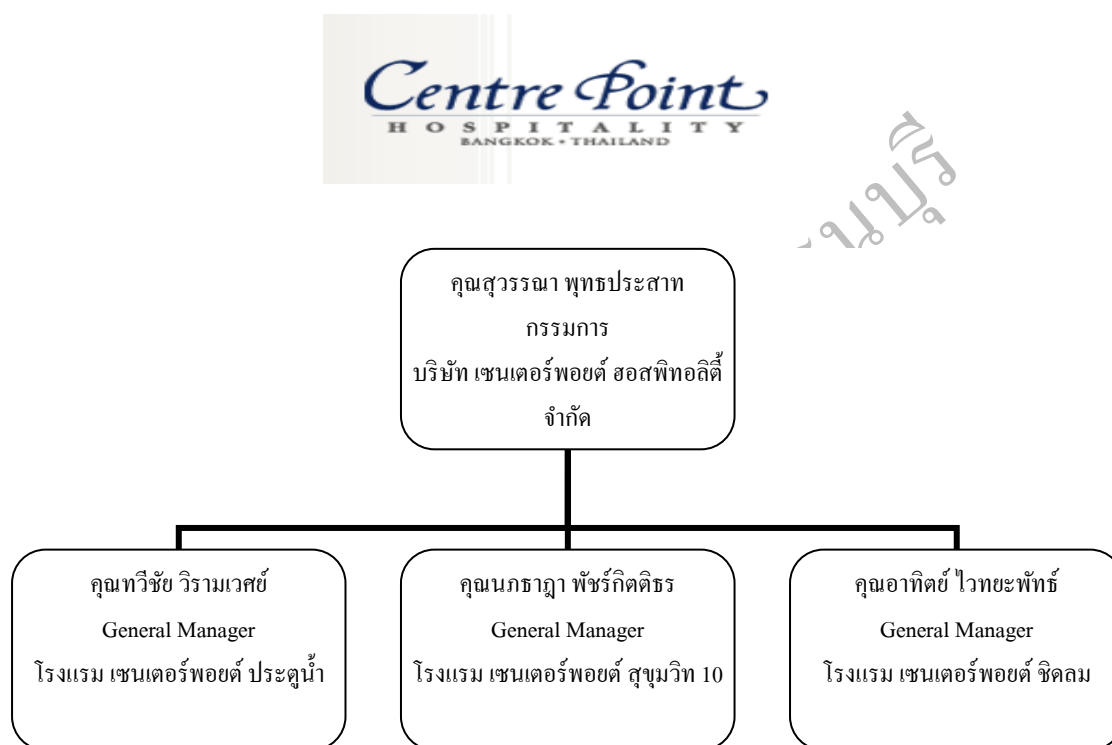 Centre Point
HOSPITALITY
BANGKOK • THAILAND
คุณสุวรรณา พุทธประสาท
กรรมการ
บริษัท เซนเตอร์พอยต์ ฮอสพิทอลิตี้
จำกัด
คุณทวีชัย วิรามเวศย์
General Manager
โรงแรม เซนเตอร์พอยต์ ประตูน้ำ
คุณนภธาฎา พัชร์กิตติธร
General Manager
โรงแรม เซนเตอร์พอยต์ สุขุมวิท 10
คุณอาทิตย์ ไวทยะพัทธ์
General Manager
โรงแรม เซนเตอร์พอยต์ ชิดลม